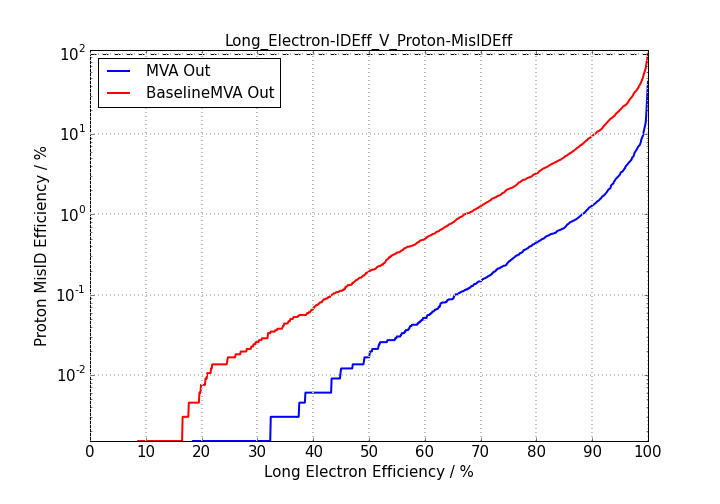 Long_Electron-IDEff_V_Proton-MisIDEff
MVA Out
BaselineMVA Out
10²
10¹
10⁰
10⁻¹
10⁻²
Proton MisID Efficiency / %
0 10 20 30 40 50 60 70 80 90 100
Long Electron Efficiency / %